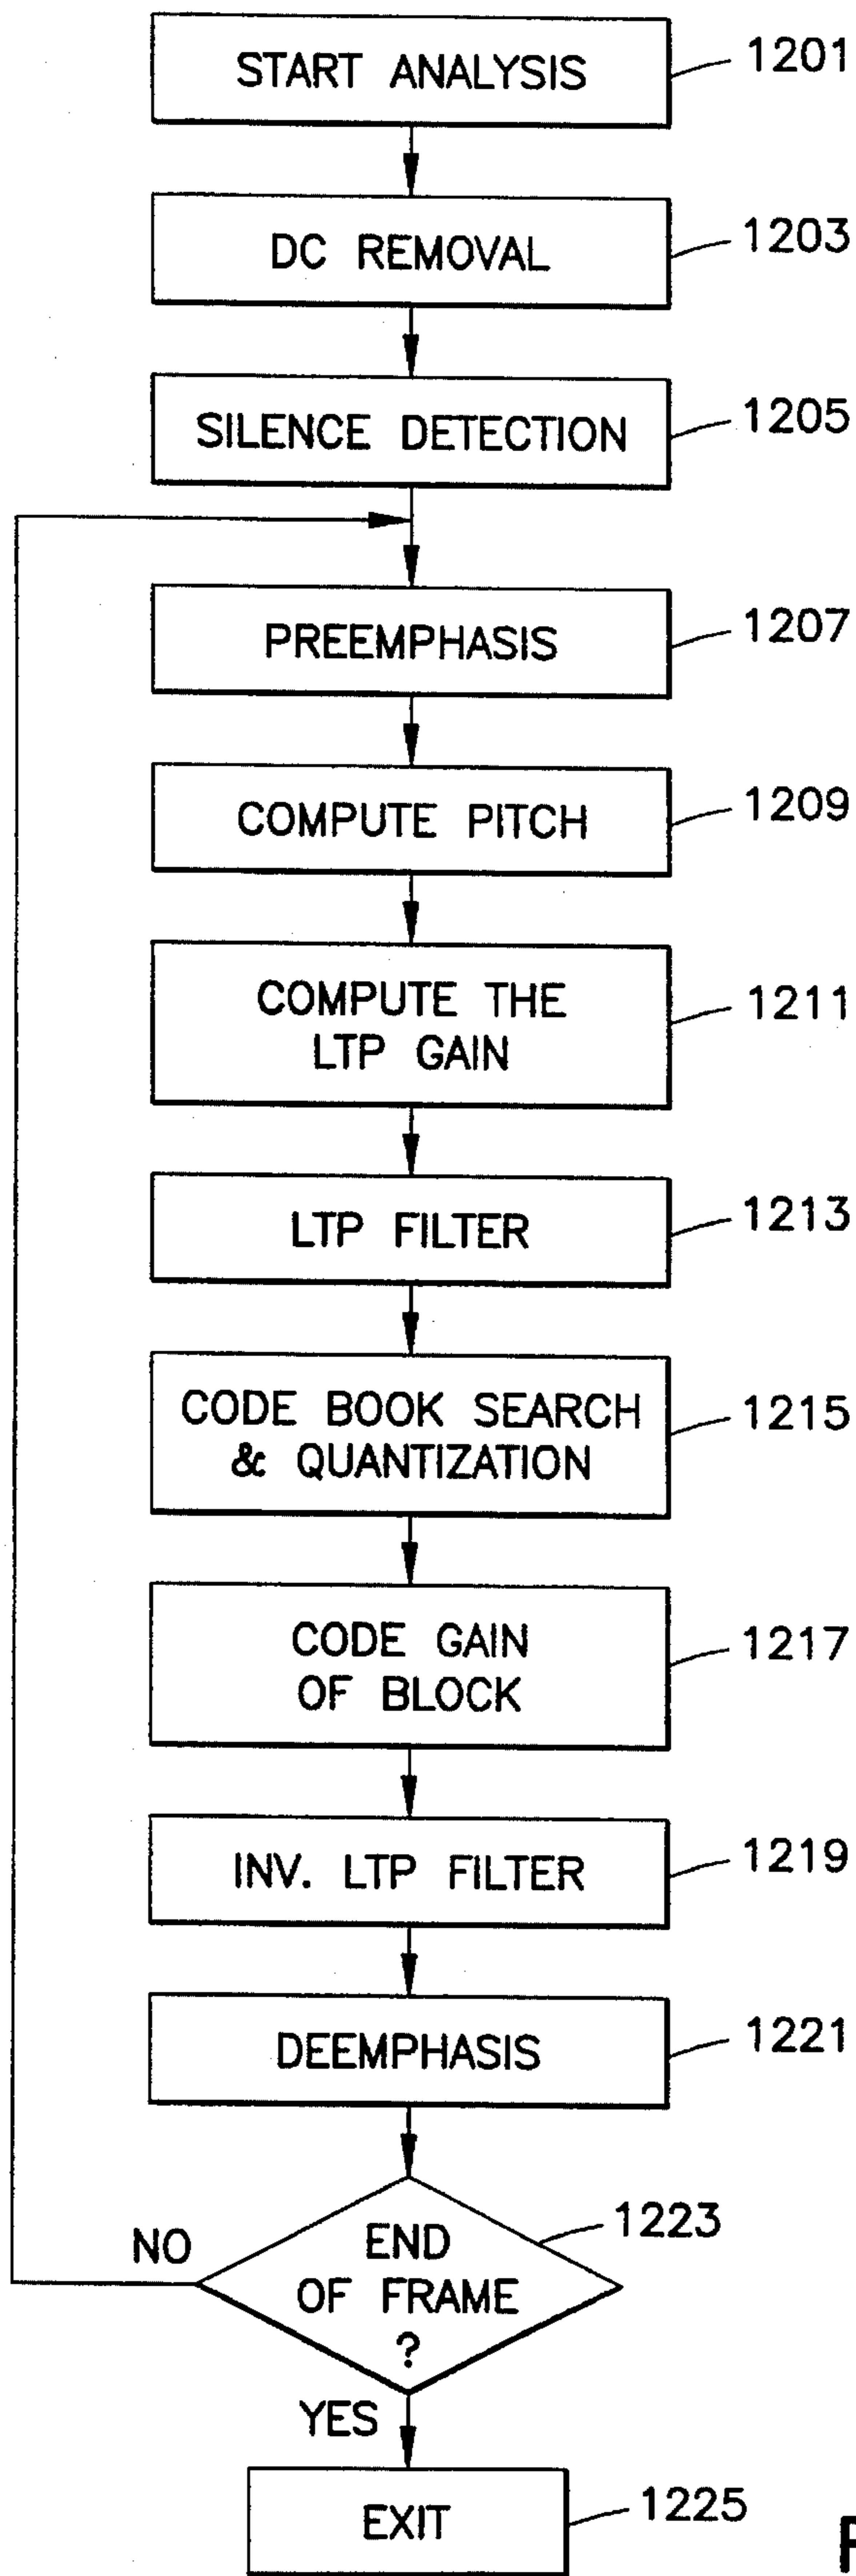 START ANALYSIS
1201
DC REMOVAL
1203
SILENCE DETECTION
1205
PREEMPHASIS
1207
COMPUTE PITCH
1209
COMPUTE THE
LTP GAIN
1211
LTP FILTER
1213
CODE BOOK SEARCH
& QUANTIZATION
1215
CODE GAIN
OF BLOCK
1217
INV. LTP FILTER
1219
DEEMPHASIS
1221
END
OF FRAME
?
1223
NO
YES
EXIT
1225